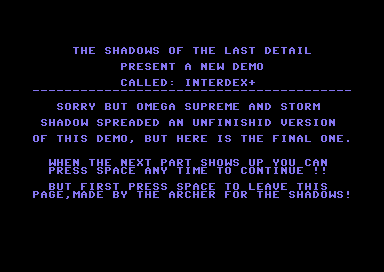 THE SHADOWS OF THE LAST DETAIL
PRESENT A NEW DEMO
CALLED: INTERDEX+
SORRY BUT OMEGA SUPREME AND STORM
SHADOW SPREADED AN UNFINISHID VERSION
OF THIS DEMO, BUT HERE IS THE FINAL ONE.
WHEN THE NEXT PART SHOWS UP YOU CAN
PRESS SPACE ANY TIME TO CONTINUE !!
BUT FIRST PRESS SPACE TO LEAVE THIS
PAGE,MADE BY THE ARCHER FOR THE SHADOWS!